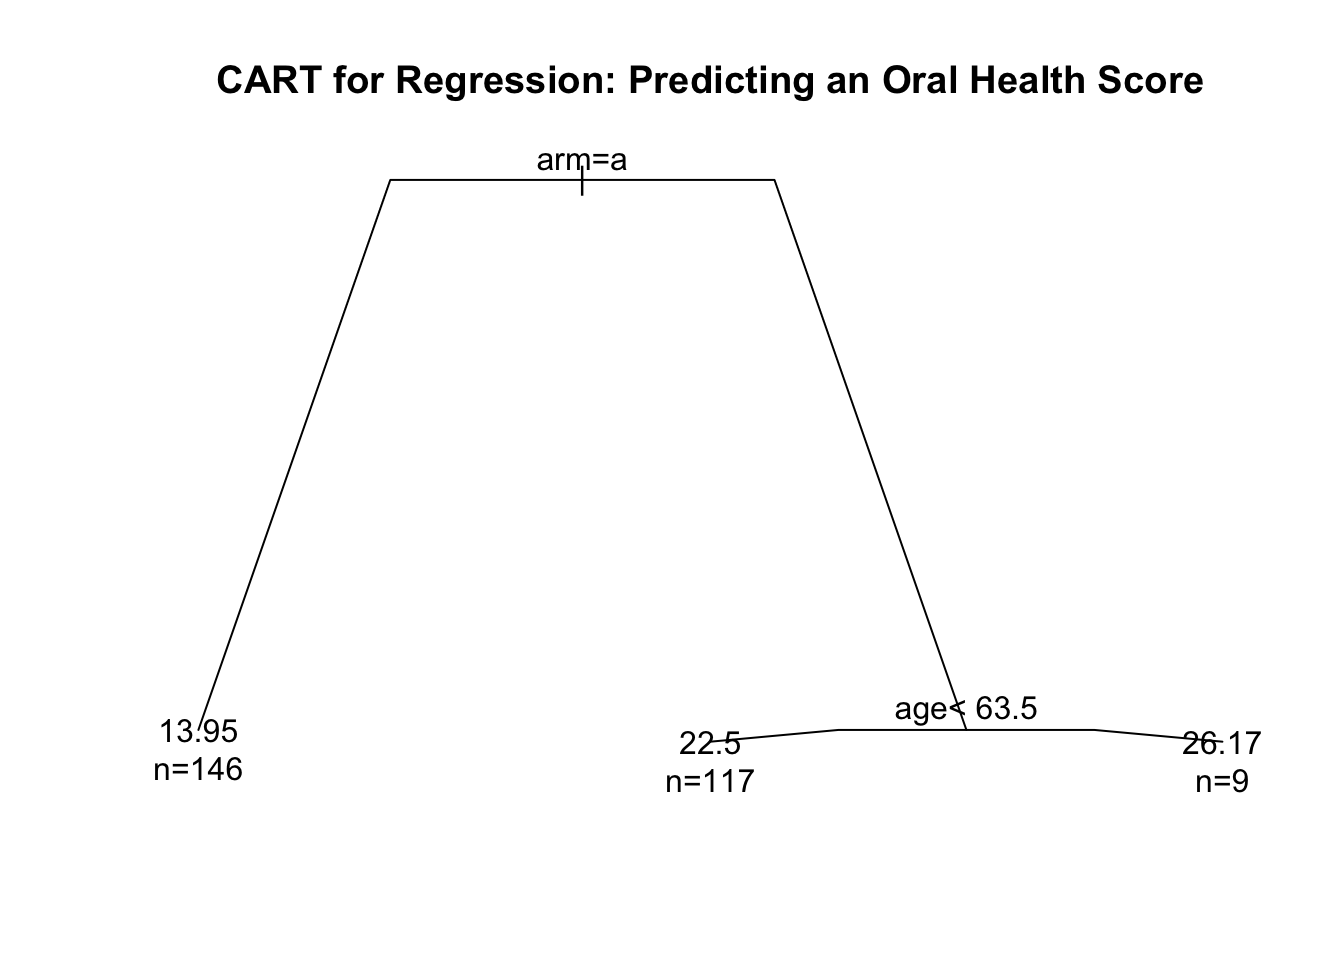 CART for Regression: Predicting an Oral Health Score
arm=a
age< 63.5
13.95
n=146
22.5
n=117
26.17
n=9